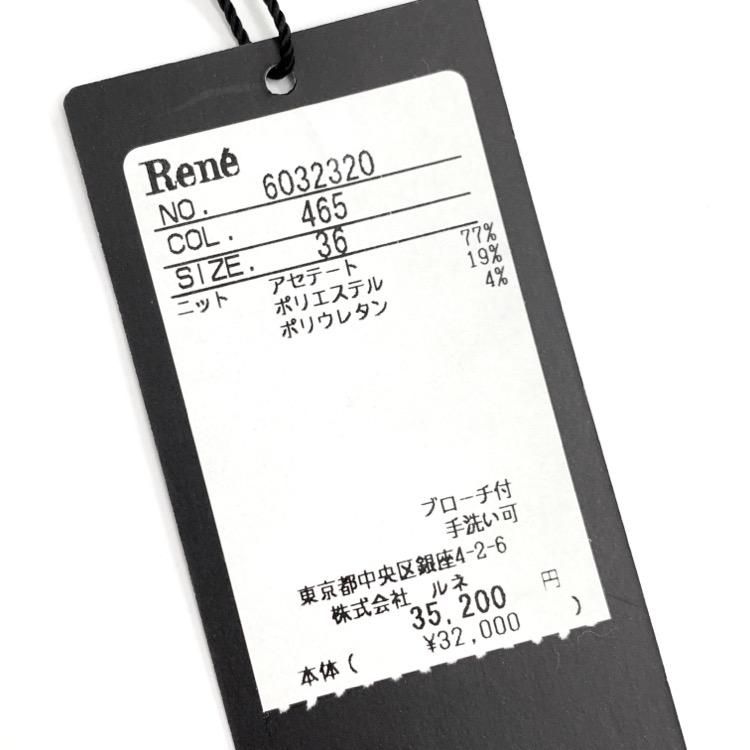 René
NO. 6032320
COL. 465
SIZE. 36
ニット アセテート 77%
ポリエステル 19%
ポリウレタン 4%
ブローチ付
手洗い可
東京都中央区銀座4-2-6
株式会社 ルネ
35,200 円
本体( ¥32,000 )